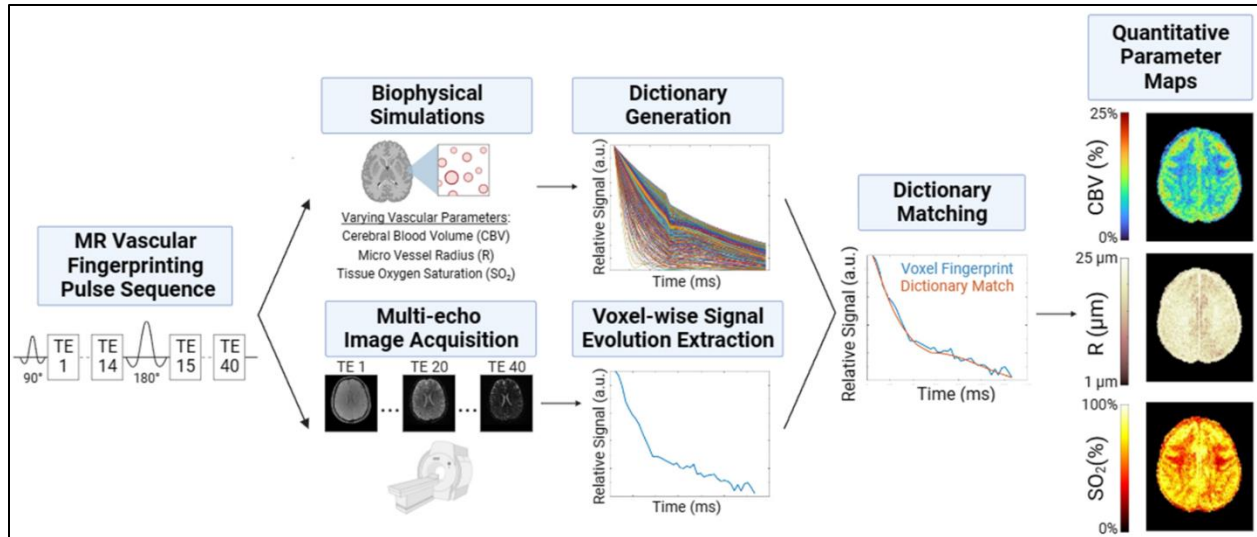 MR Vascular
Fingerprinting
Pulse Sequence
90°
TE
1
TE
14
180°
TE
15
TE
40
Biophysical
Simulations
Varying Vascular Parameters:
Cerebral Blood Volume (CBV)
Micro Vessel Radius (R)
Tissue Oxygen Saturation (SO₂)
Dictionary
Generation
Relative Signal (a.u.)
Time (ms)
Multi-echo
Image Acquisition
TE 1
TE 20
TE 40
... ...
Voxel-wise Signal
Evolution Extraction
Relative Signal (a.u.)
Time (ms)
Dictionary
Matching
Voxel Fingerprint
Dictionary Match
Relative Signal (a.u.)
Time (ms)
Quantitative
Parameter
Maps
25%
CBV (%)
0%
25 µm
R (µm)
1 µm
100%
SO₂(%)
0%